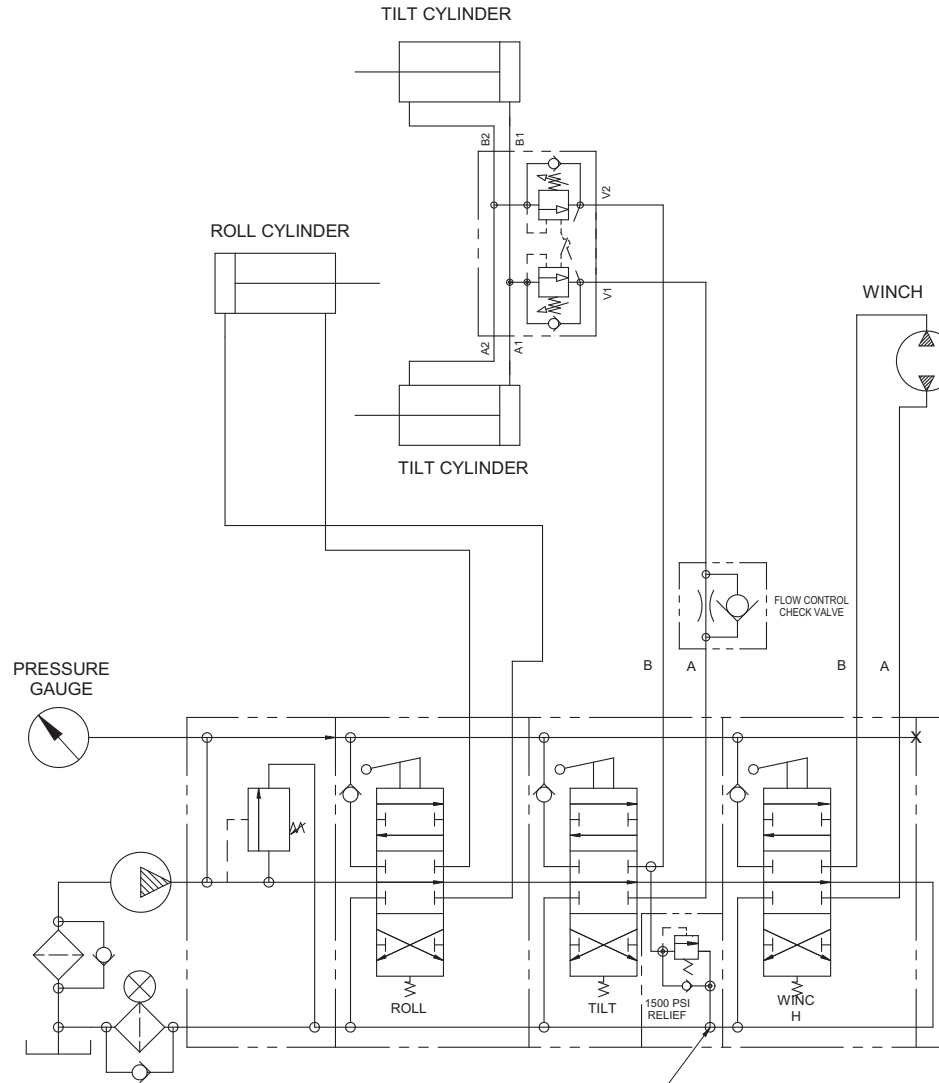 TILT CYLINDER
B2
B1
V2
ROLL CYLINDER
V1
WINCH
A2
A1
TILT CYLINDER
FLOW CONTROL
CHECK VALVE
B
A
B
A
PRESSURE
GAUGE
X
ROLL
TILT
1500 PSI
RELIEF
WINC
H